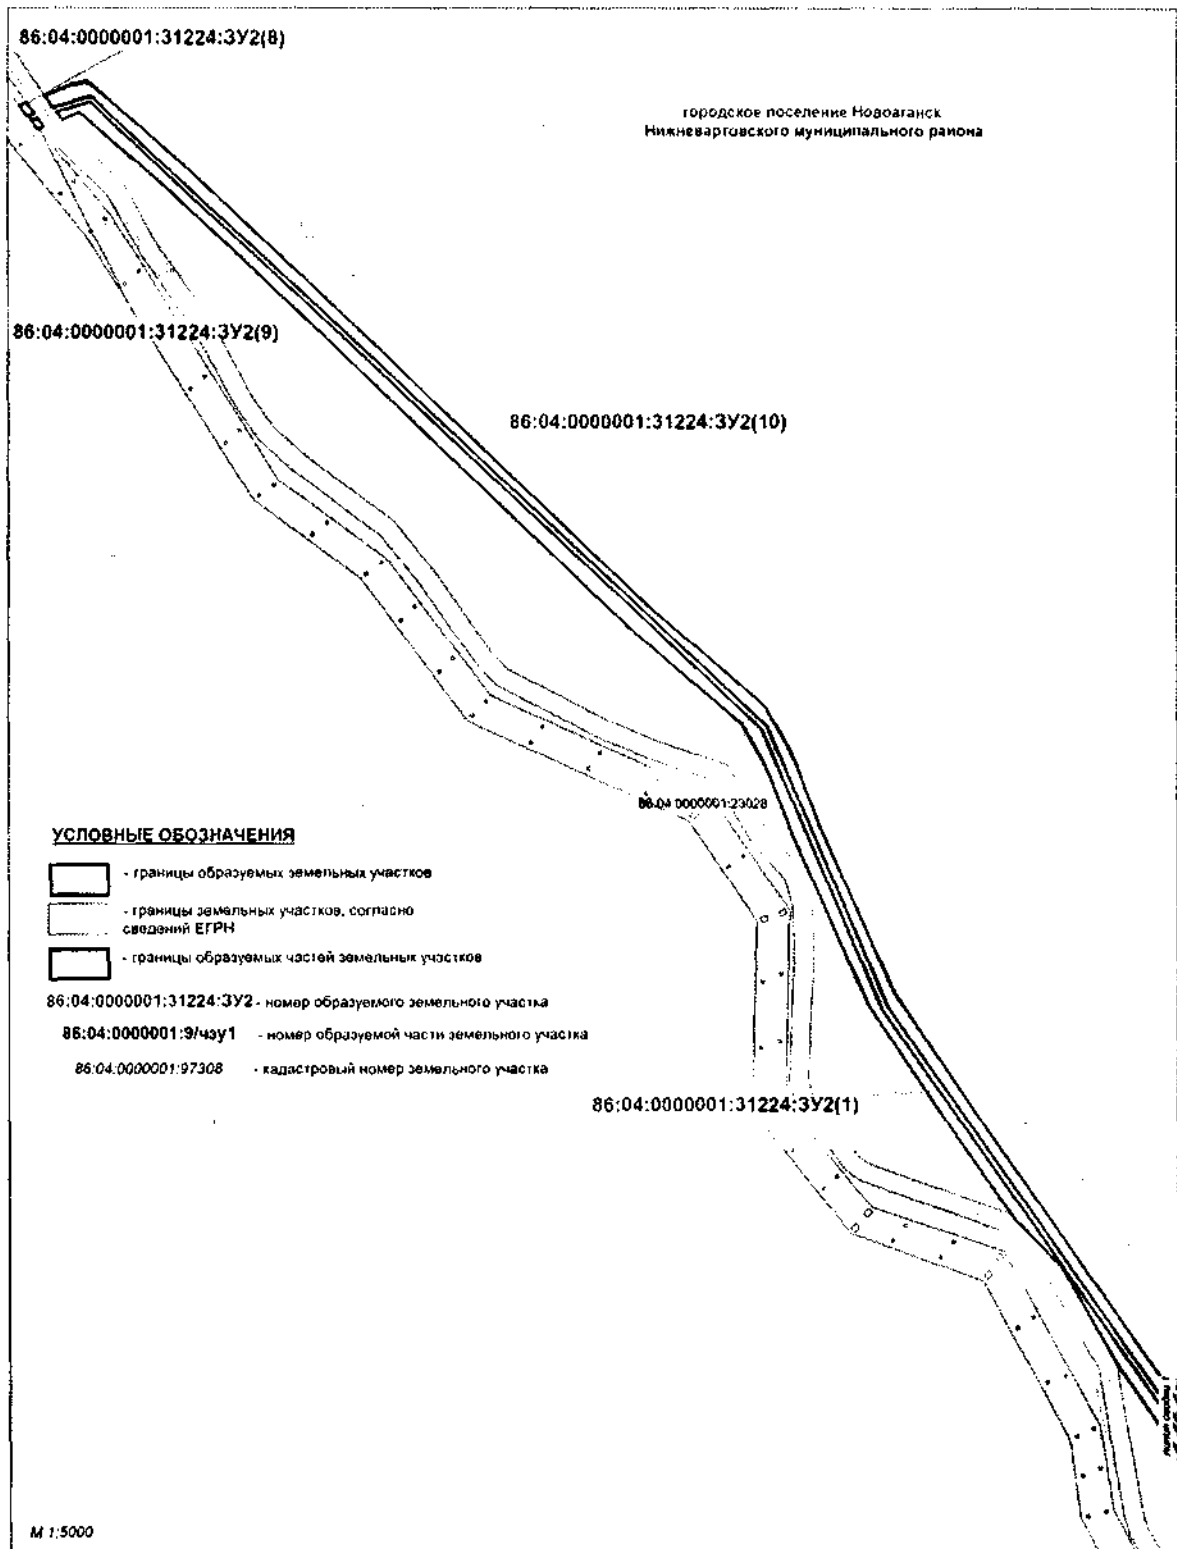 86:04:0000001:31224:ЗУ2(8)
городское поселение Новоаганск
Нижневартовского муниципального района
86:04:0000001:31224:ЗУ2(9)
86:04:0000001:31224:ЗУ2(10)
86:04:0000001:23028
УСЛОВНЫЕ ОБОЗНАЧЕНИЯ
- границы образуемых земельных участков
- границы земельных участков, согласно
сведений ЕГРН
- границы образуемых частей земельных участков
86:04:0000001:31224:ЗУ2 - номер образуемого земельного участка
86:04:0000001:9/чзу1 - номер образуемой части земельного участка
86:04:0000001:97308 - кадастровый номер земельного участка
86:04:0000001:31224:ЗУ2(1)
М 1:5000